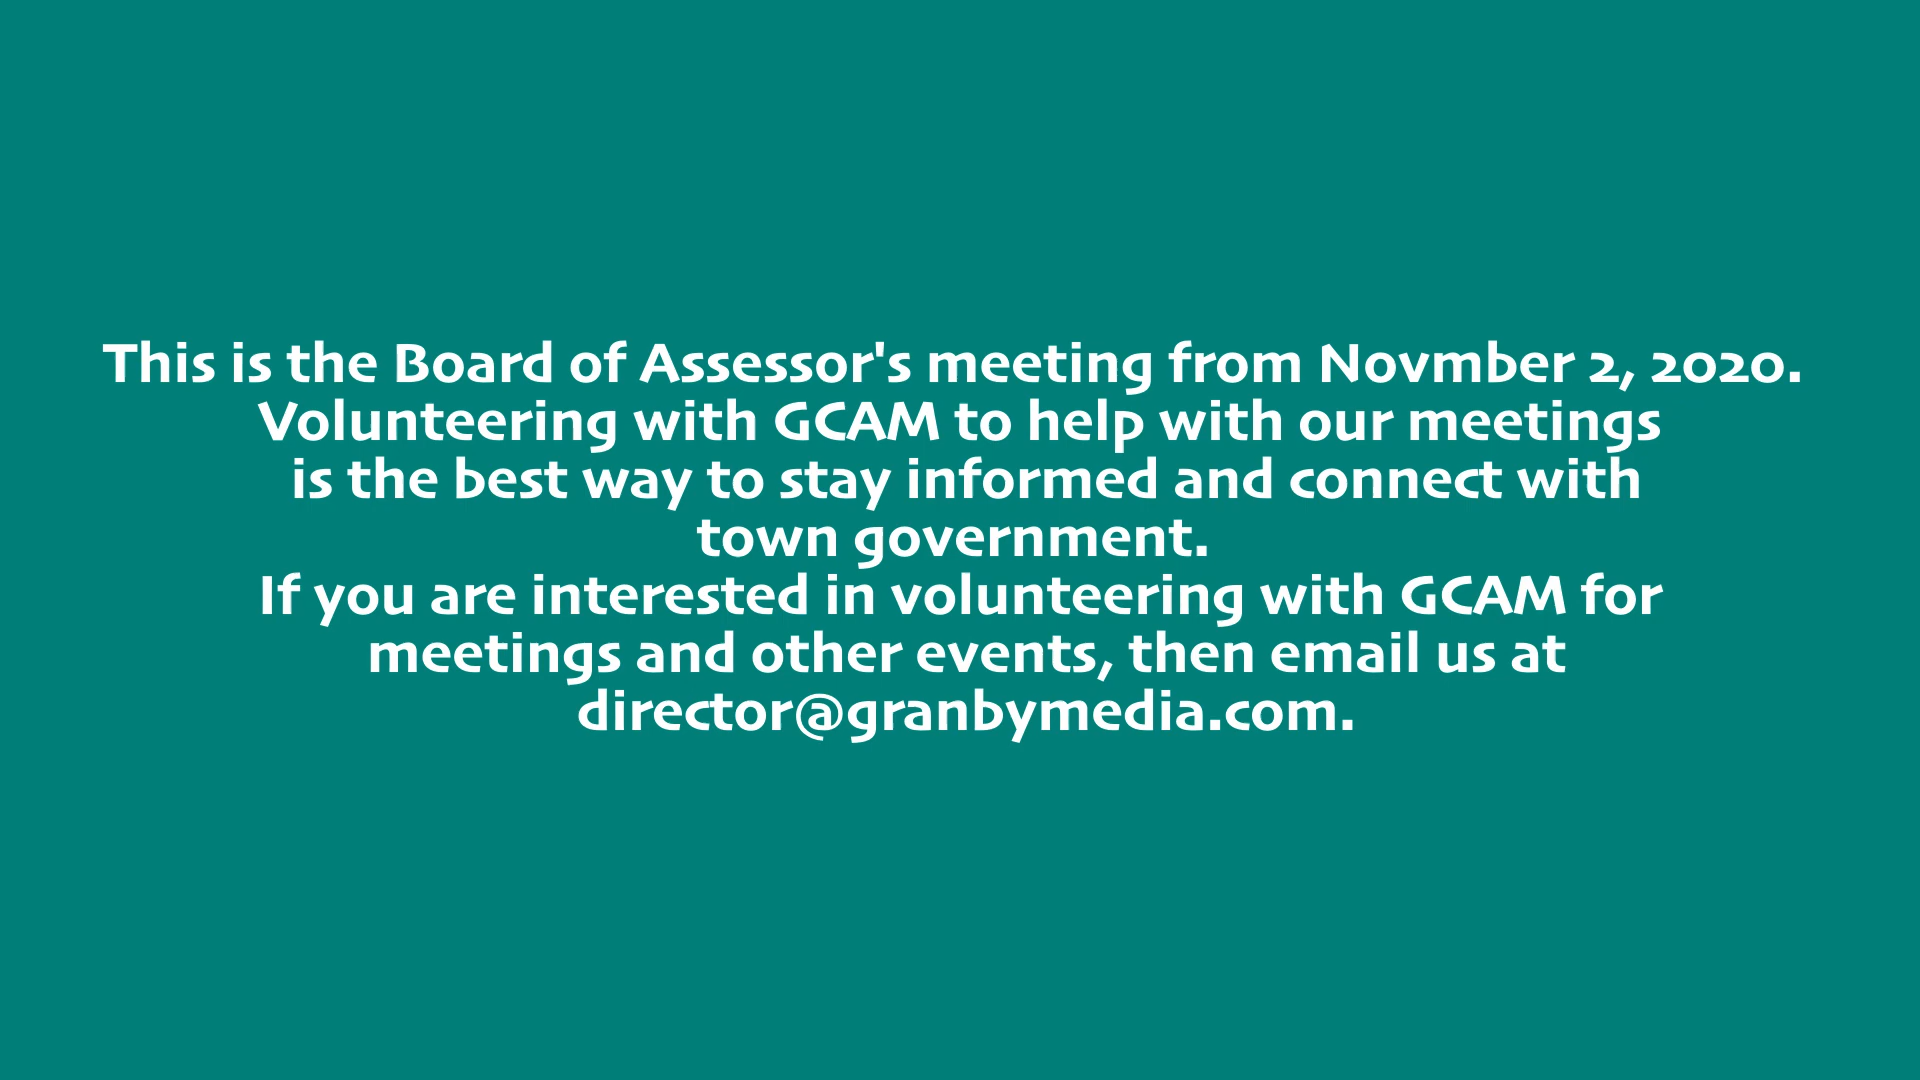 This is the Board of Assessor's meeting from Novmber 2, 2020.
Volunteering with GCAM to help with our meetings
is the best way to stay informed and connect with
town government.
If you are interested in volunteering with GCAM for
meetings and other events, then email us at
director@granbymedia.com.